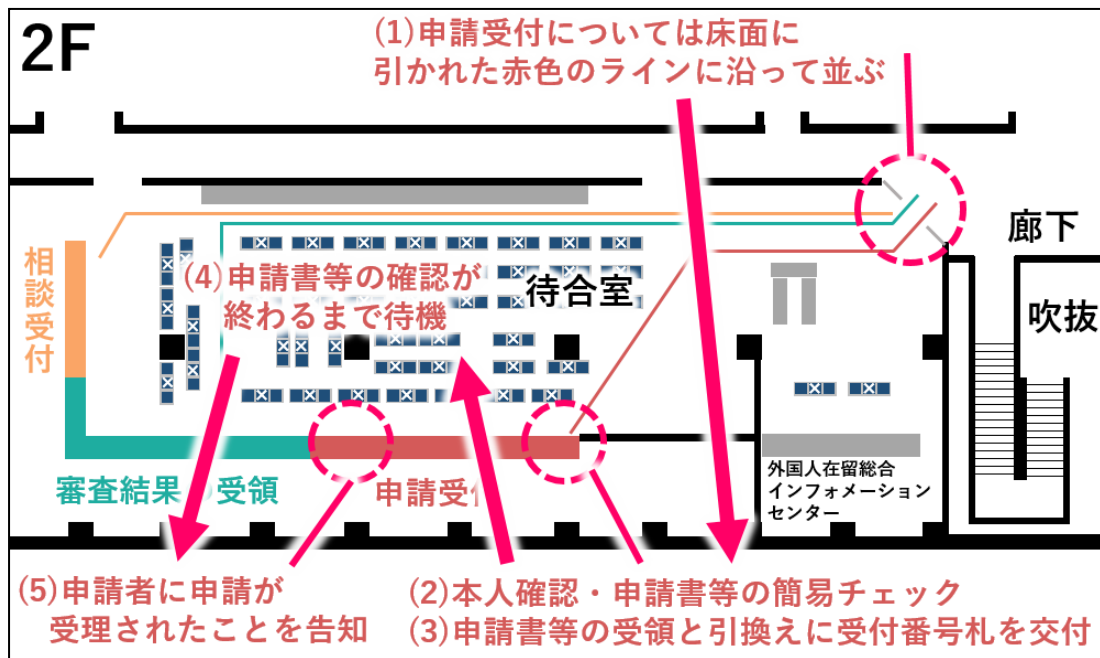 2F
(1)申請受付については床面に
引かれた赤色のラインに沿って並ぶ
廊下
吹抜
相談受付
(4)申請書等の確認が
終わるまで待機
待合室
審査結果の受領
申請受付
外国人在留総合
インフォメーション
センター
(5)申請者に申請が
受理されたことを告知
(2)本人確認・申請書等の簡易チェック
(3)申請書等の受領と引換えに受付番号札を交付